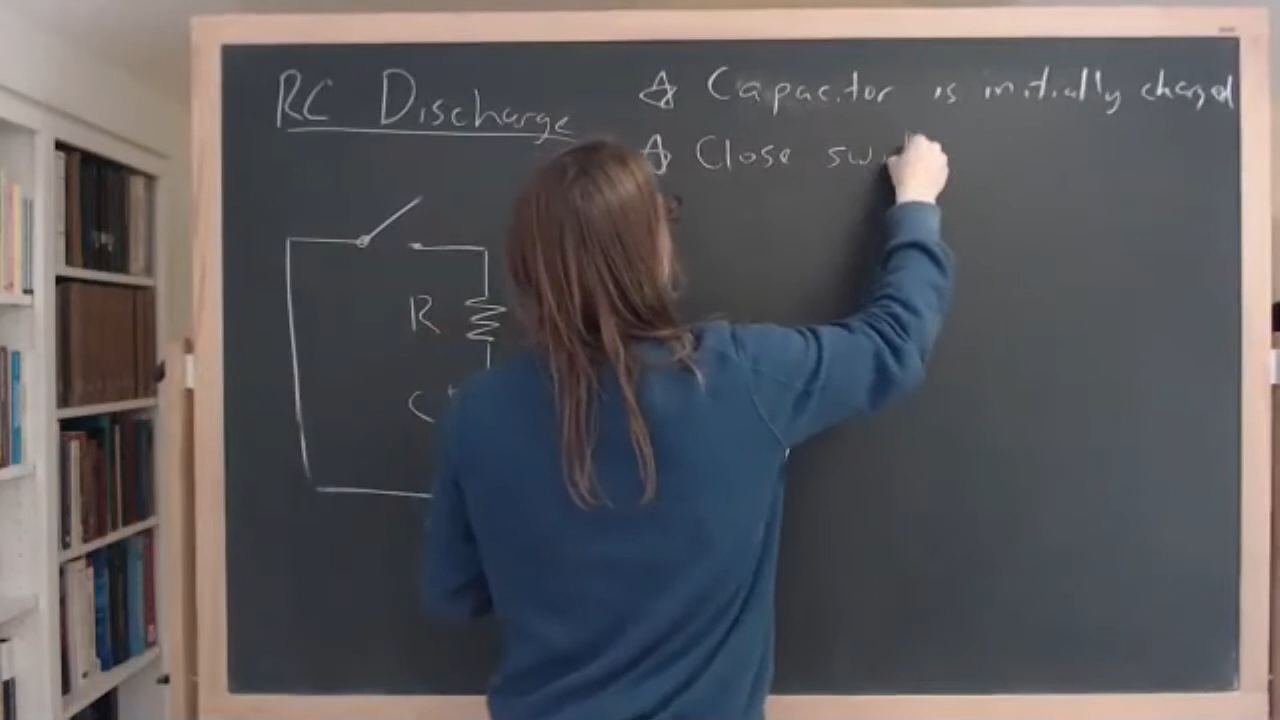 RC Discharge
☆ Capacitor is initially charged
☆ Close sw
R
C